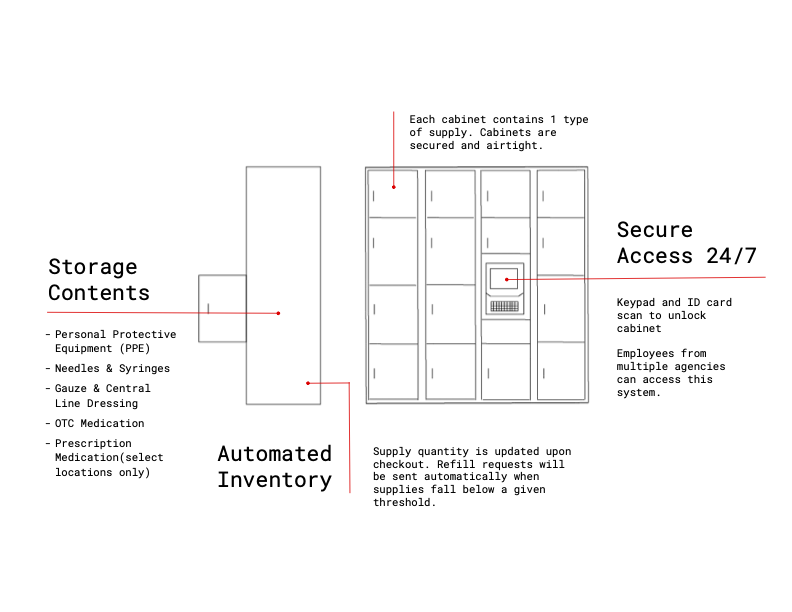 Each cabinet contains 1 type
of supply. Cabinets are
secured and airtight.
Secure
Access 24/7
Keypad and ID card
scan to unlock
cabinet
Employees from
multiple agencies
can access this
system.
Storage
Contents
- Personal Protective
Equipment (PPE)
- Needles & Syringes
- Gauze & Central
Line Dressing
- OTC Medication
- Prescription
Medication(select
locations only)
Automated
Inventory
Supply quantity is updated upon
checkout. Refill requests will
be sent automatically when
supplies fall below a given
threshold.